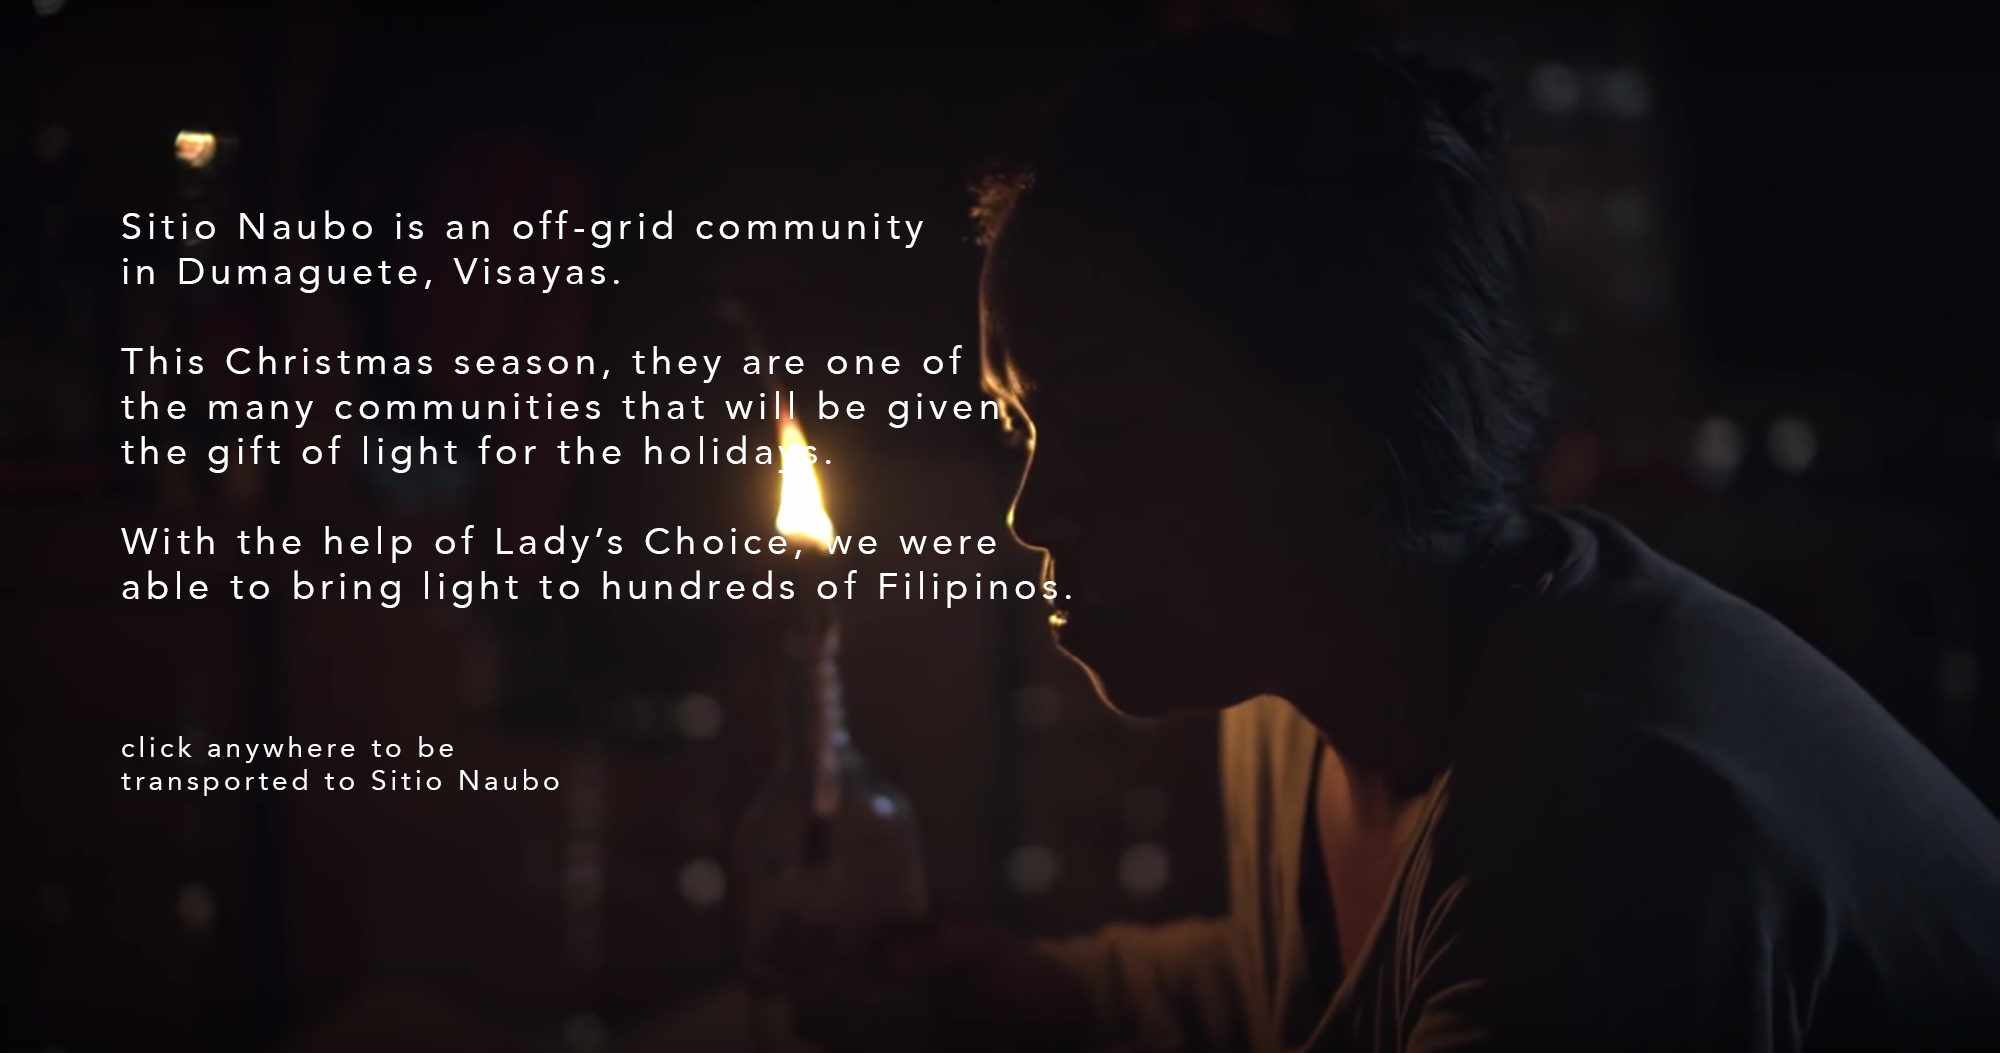 Sitio Naubo is an off-grid community
in Dumaguete, Visayas.
This Christmas season, they are one of
the many communities that will be given
the gift of light for the holidays.
With the help of Lady’s Choice, we were
able to bring light to hundreds of Filipinos.
click anywhere to be
transported to Sitio Naubo